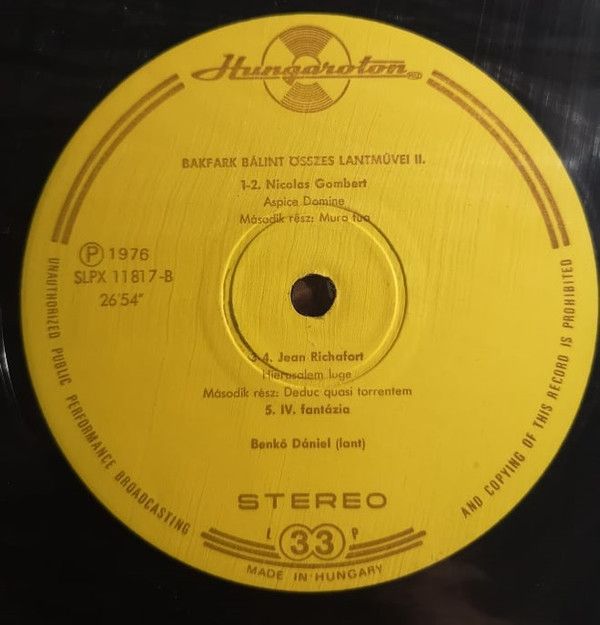 Hungaroton
BAKFARK BÁLINT ÖSSZES LANTMŰVEI II.
1-2. Nicolas Gombert
Aspice Domine
Második rész: Muro tuo
Ⓟ 1976
SLPX 11817-B
26'54"
3-4. Jean Richafort
Hierusalem luge
Második rész: Deduc quasi torrentem
5. IV. fantázia
Benkő Dániel (lant)
STEREO
L 33 P
MADE IN HUNGARY
UNAUTHORIZED PUBLIC PERFORMANCE BROADCASTING
AND COPYING OF THIS RECORD IS PROHIBITED